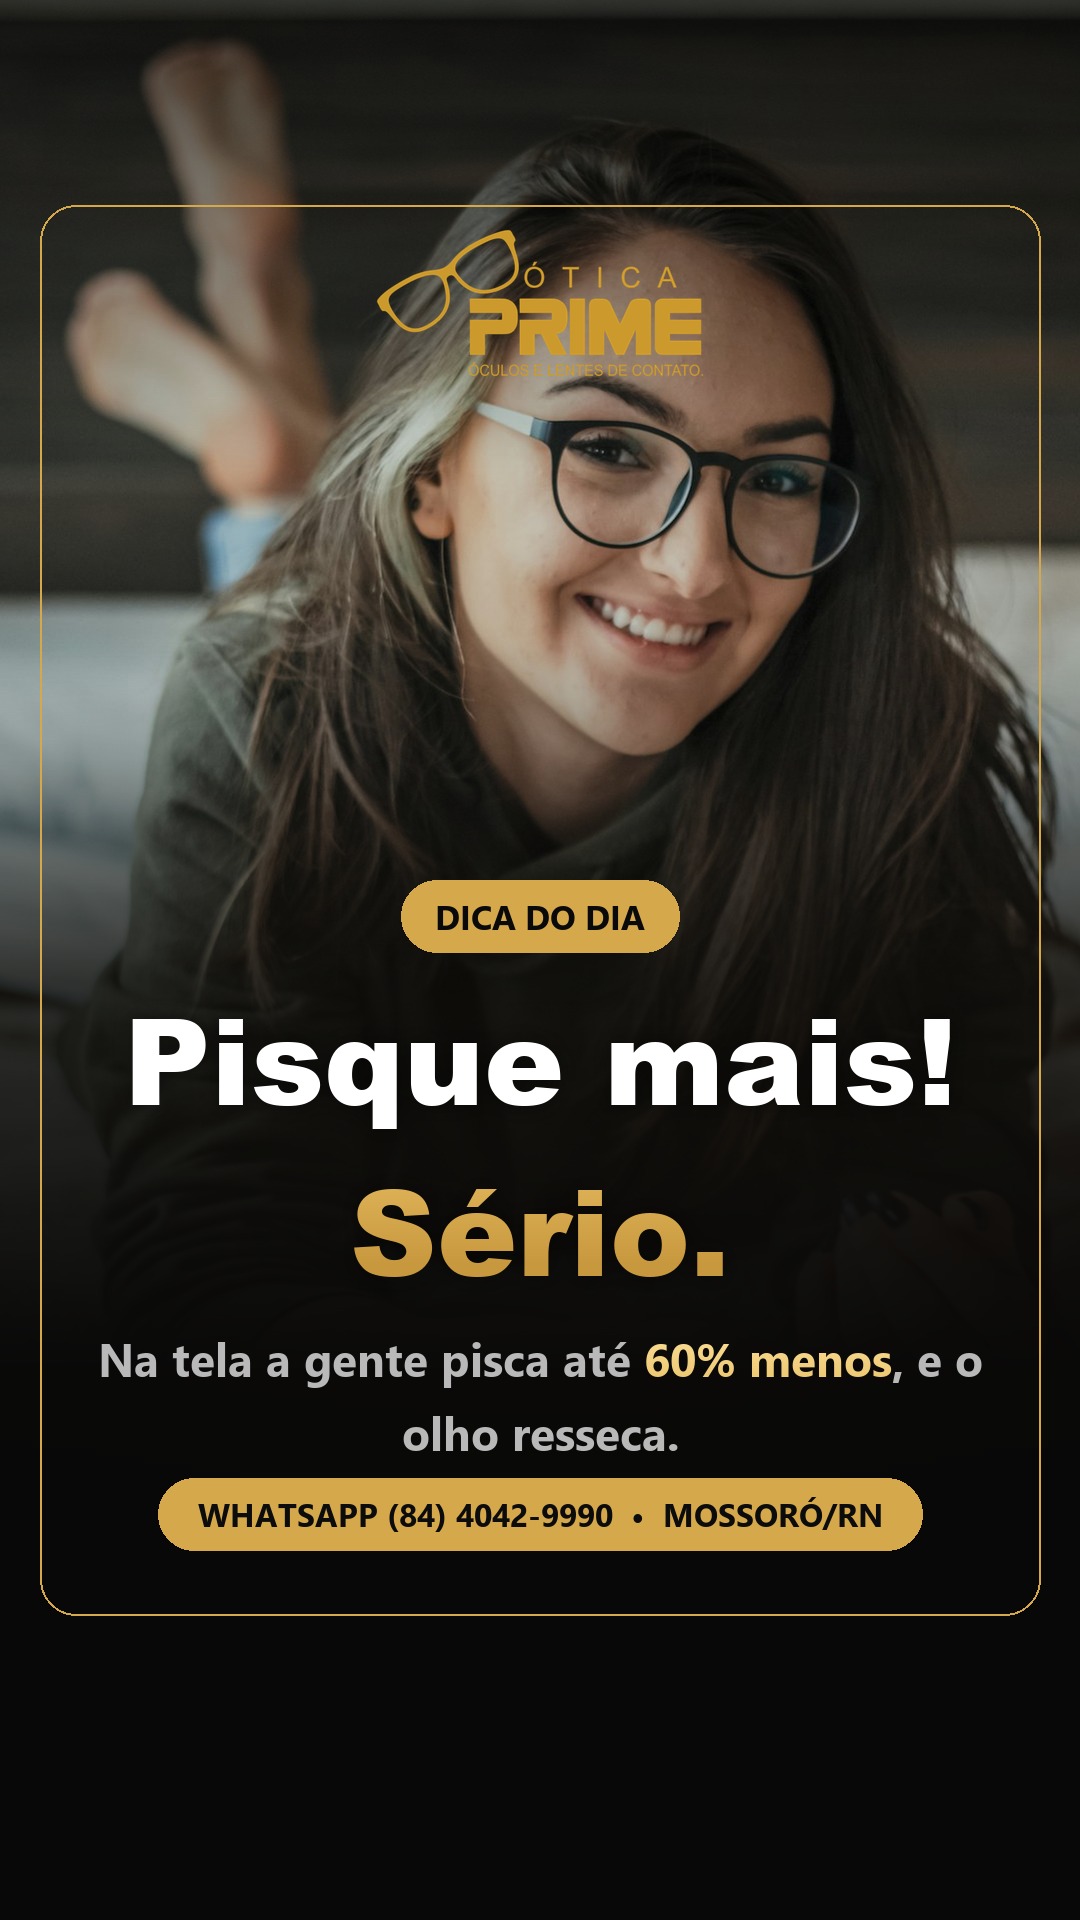 ÓTICA
PRIME
ÓCULOS E LENTES DE CONTATO.
DICA DO DIA
Pisque mais!
Sério.
Na tela a gente pisca até 60% menos, e o
olho resseca.
WHATSAPP (84) 4042-9990 • MOSSORÓ/RN